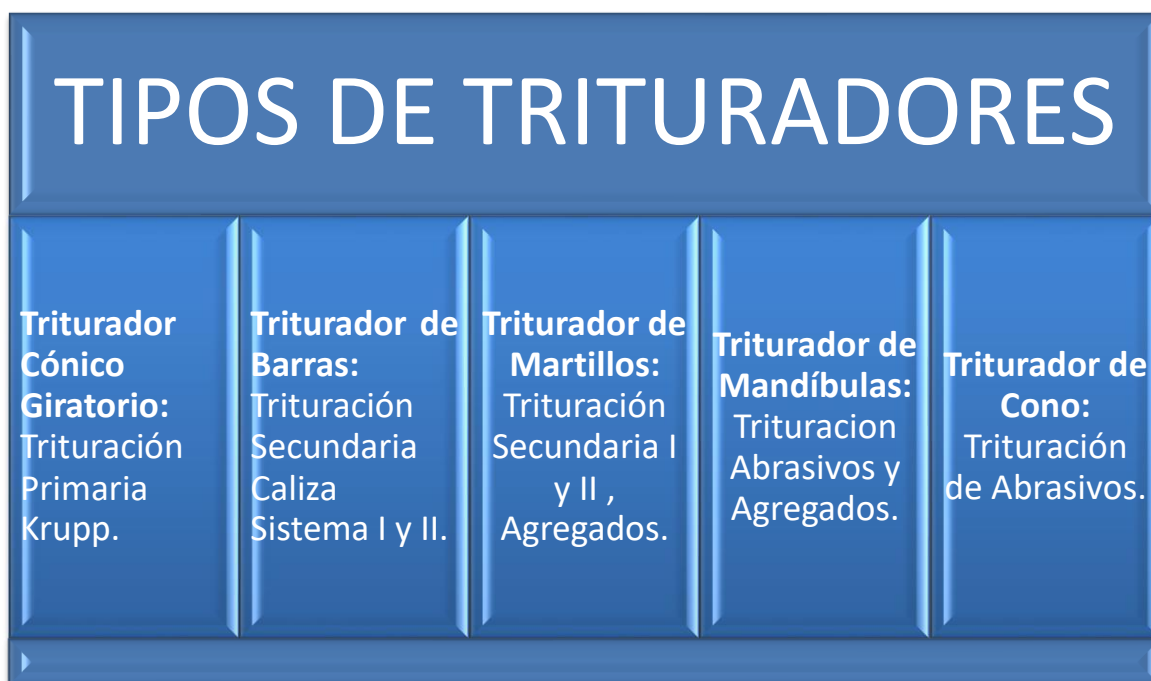 TIPOS DE TRITURADORES
Triturador
Cónico
Giratorio:
Trituración
Primaria
Krupp.
Triturador de
Barras:
Trituración
Secundaria
Caliza
Sistema I y II.
Triturador de
Martillos:
Trituración
Secundaria I
y II ,
Agregados.
Triturador de
Mandíbulas:
Trituracion
Abrasivos y
Agregados.
Triturador de
Cono:
Trituración
de Abrasivos.